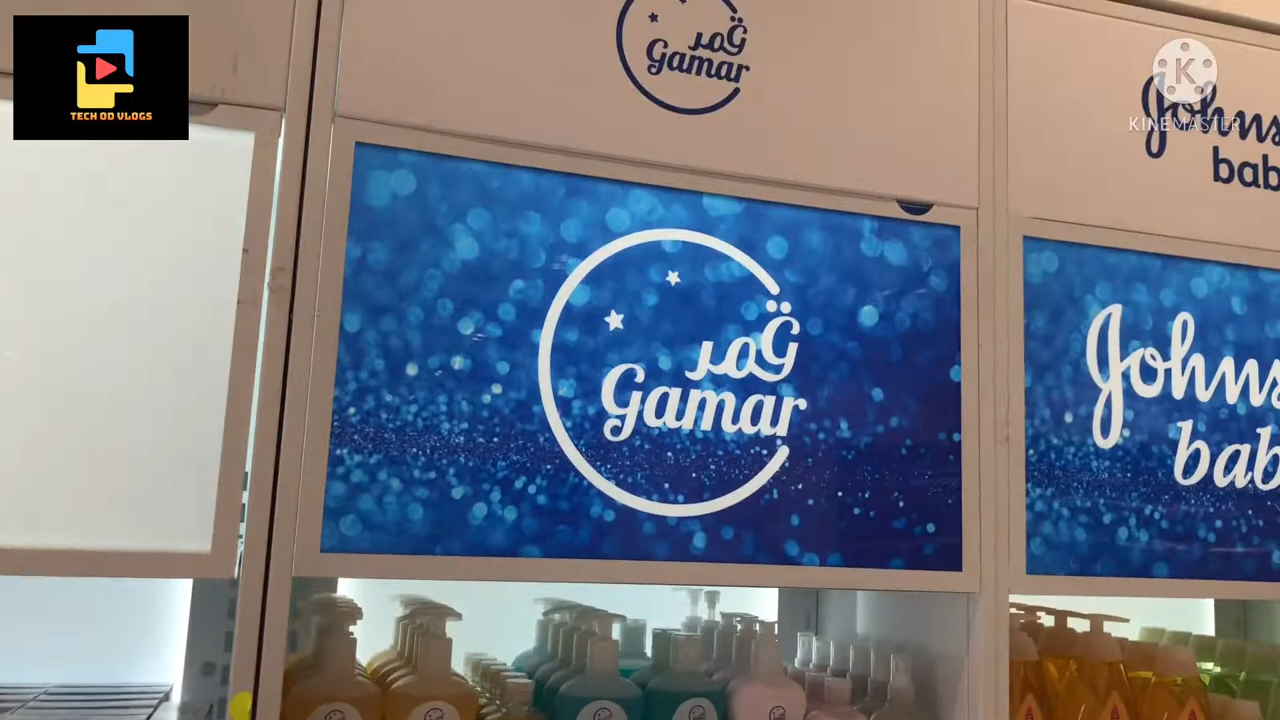 TECH OD VLOGS
قمر
Gamar
KINEMASTER
Johns
bab
قمر
Gamar
Johns
bab